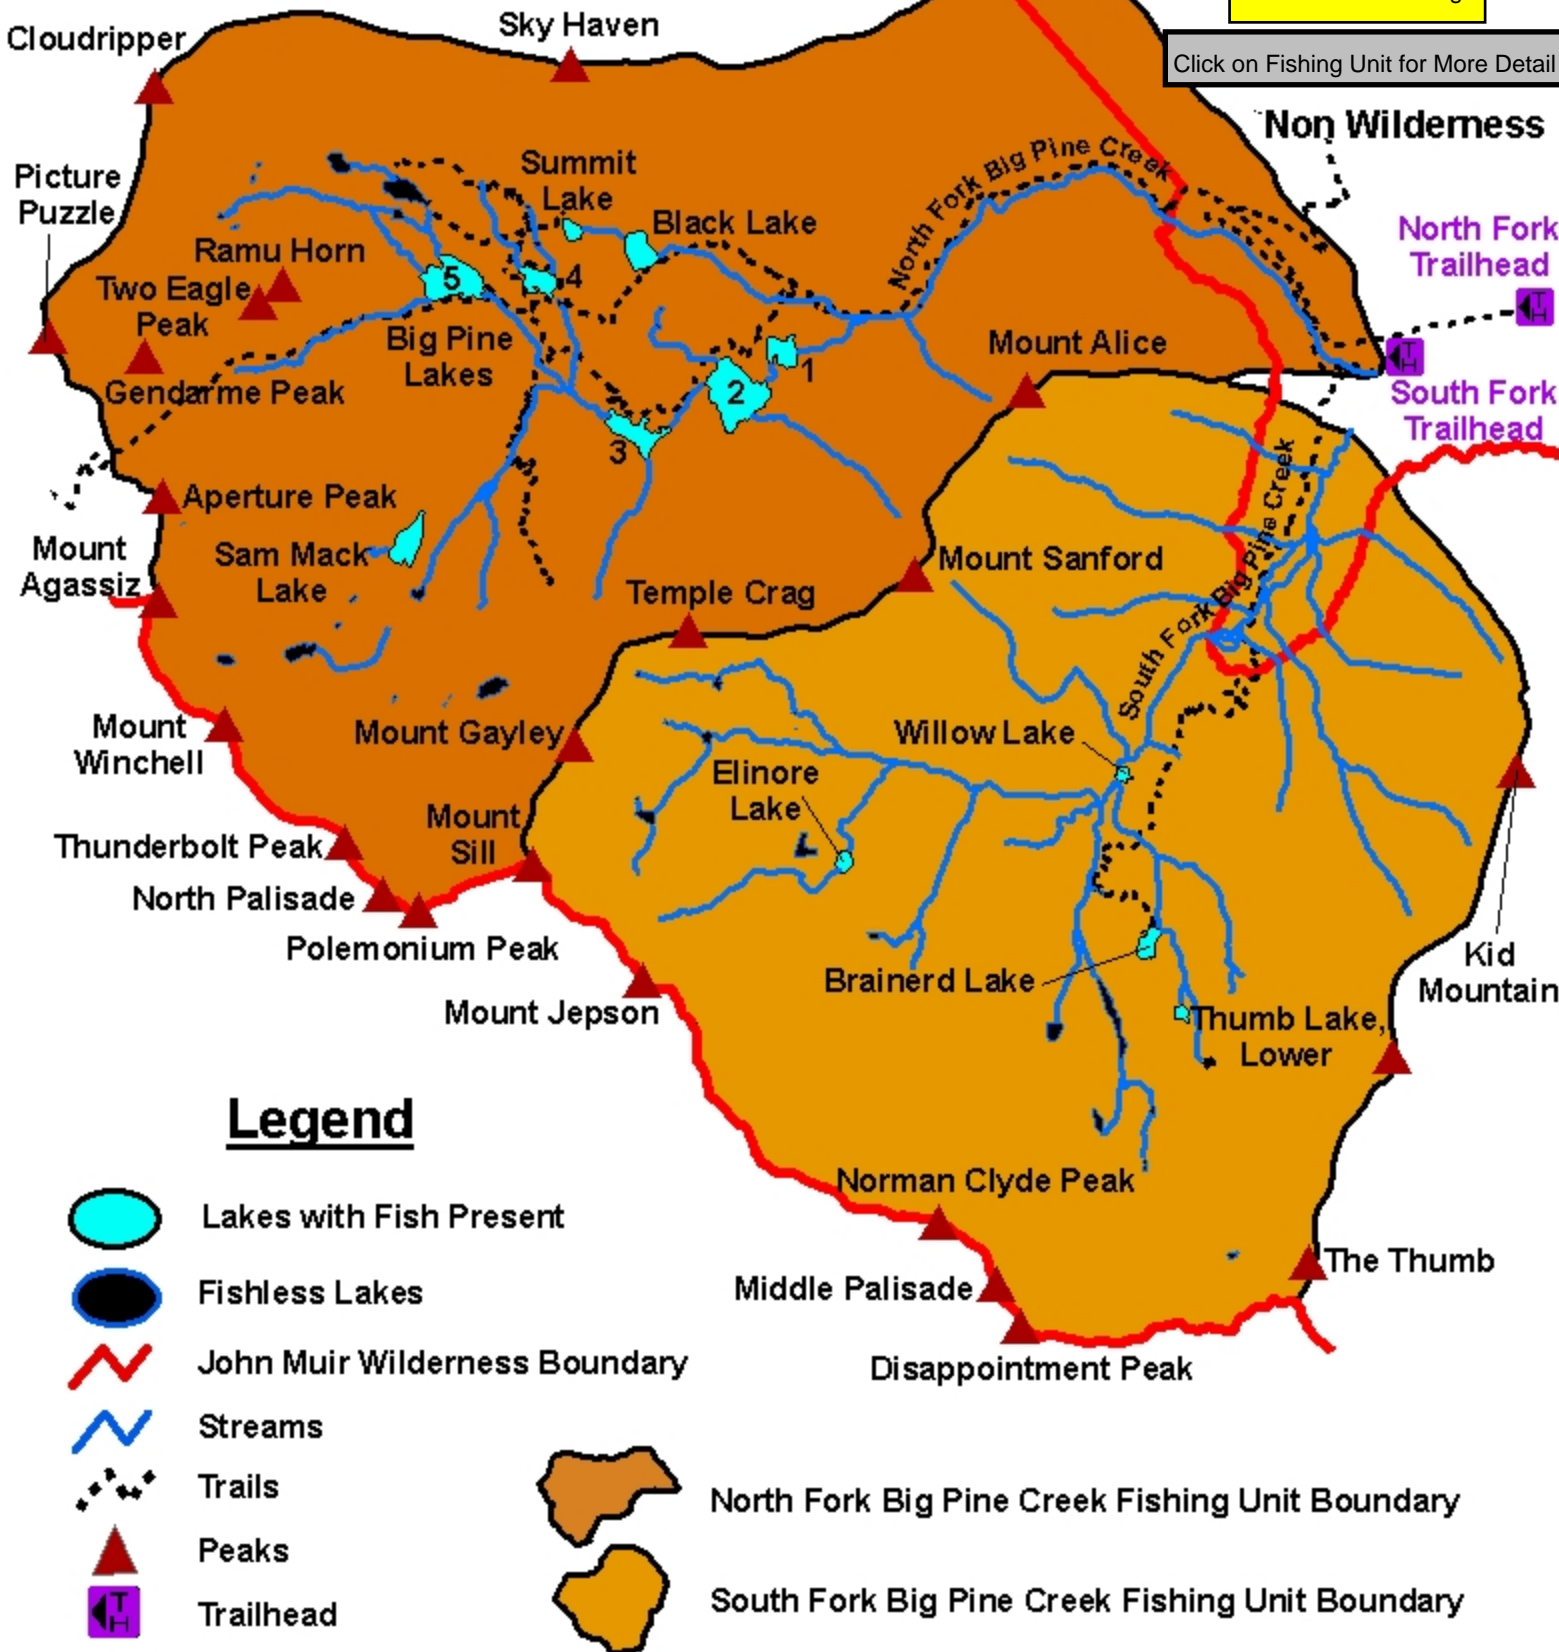 Click on Fishing Unit for More Detail
Sky Haven
Cloudripper
Non Wilderness
Picture
Puzzle
Summit
Lake
Black Lake
North Fork Big Pine Creek
North Fork
Trailhead
TH
Ramu Horn
Two Eagle
Peak
5
4
Big Pine
Lakes
Gendarme Peak
2
1
3
Mount Alice
TH
South Fork
Trailhead
Aperture Peak
Mount
Agassiz
Sam Mack
Lake
Temple Crag
Mount Sanford
South Fork Big Pine Creek
Mount
Winchell
Mount Gayley
Willow Lake
Elinore
Lake
Mount
Sill
Thunderbolt Peak
North Palisade
Polemonium Peak
Mount Jepson
Brainerd Lake
Thumb Lake,
Lower
Kid
Mountain
Norman Clyde Peak
The Thumb
Middle Palisade
Disappointment Peak
Legend
Lakes with Fish Present
Fishless Lakes
John Muir Wilderness Boundary
Streams
Trails
Peaks
TH
Trailhead
North Fork Big Pine Creek Fishing Unit Boundary
South Fork Big Pine Creek Fishing Unit Boundary